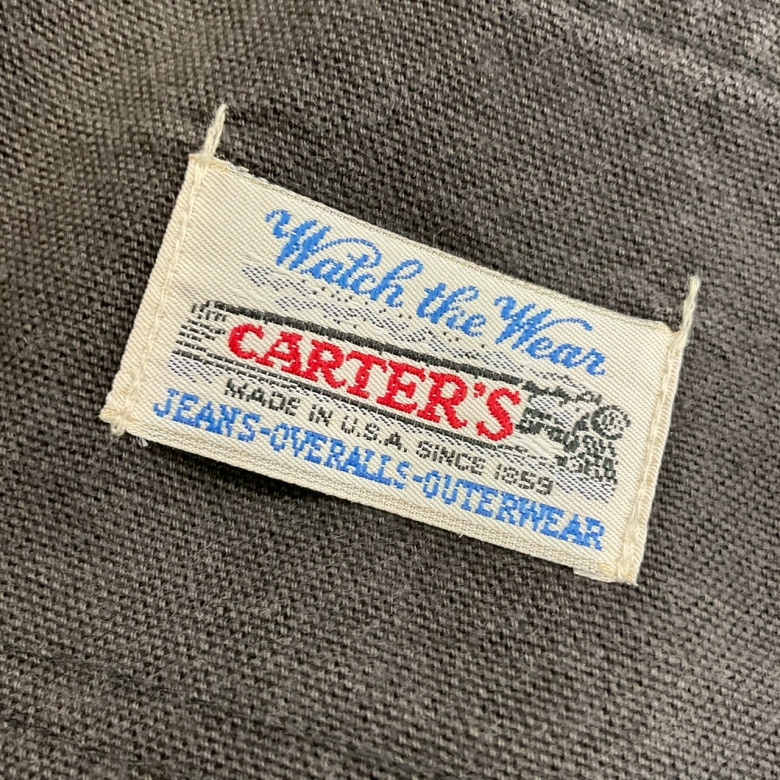 Watch the Wear
CARTER'S
MADE IN U.S.A. SINCE 1859
JEANS-OVERALLS-OUTERWEAR